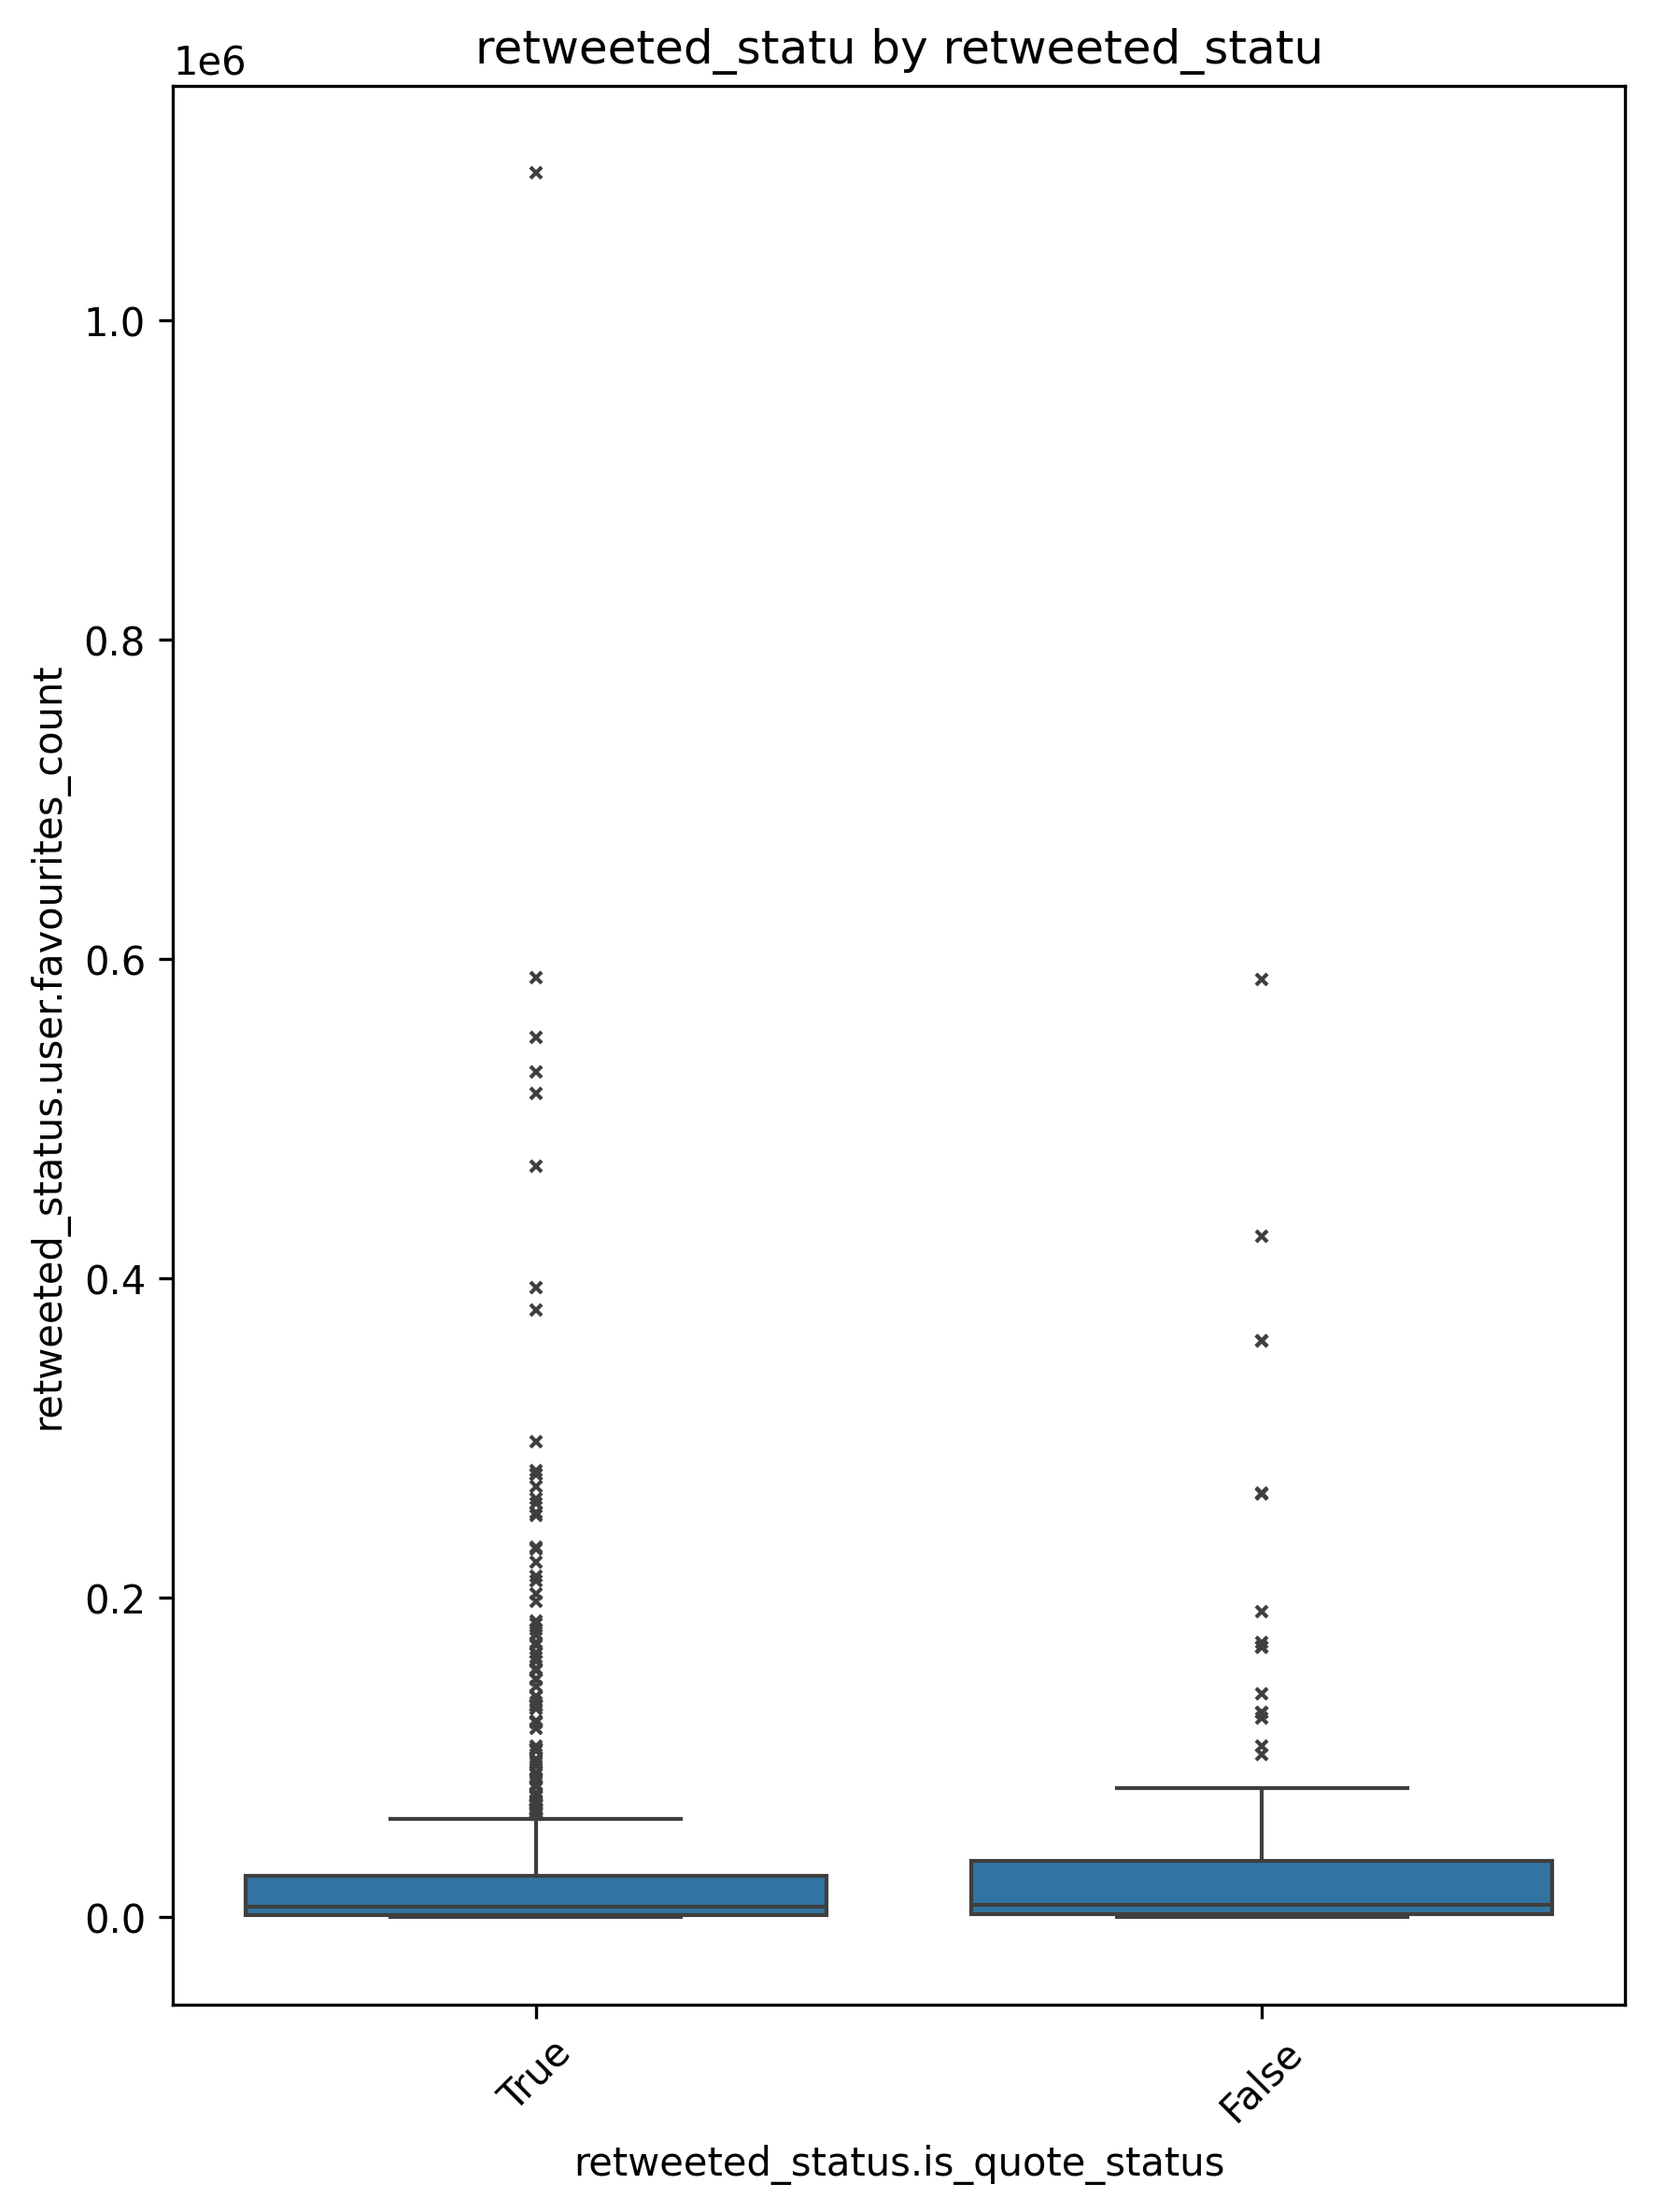 retweeted_statu by retweeted_statu
1e6
1.0
0.8
0.6
0.4
0.2
0.0
retweeted_status.user.favourites_count
True
False
retweeted_status.is_quote_status